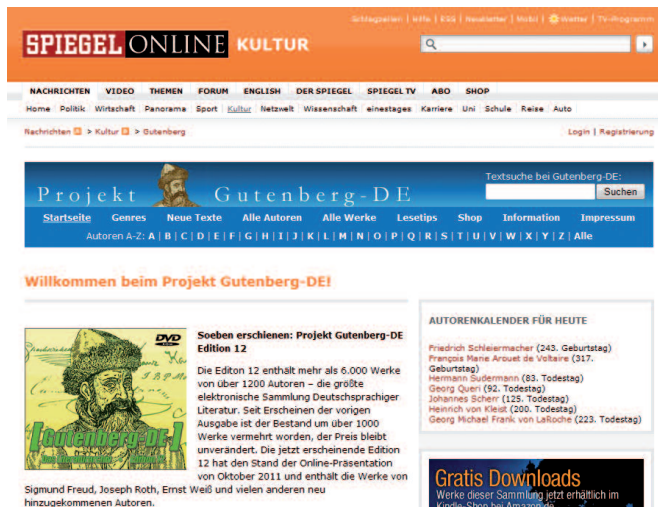 Schlagzeilen | Hilfe | RSS | Newsletter | Mobil | Wetter | TV-Programm
SPIEGEL ONLINE KULTUR
NACHRICHTEN VIDEO THEMEN FORUM ENGLISH DER SPIEGEL SPIEGEL TV ABO SHOP
Home Politik Wirtschaft Panorama Sport Kultur Netzwelt Wissenschaft einestages Karriere Uni Schule Reise Auto
Nachrichten > Kultur > Gutenberg
Login | Registrierung
Textsuche bei Gutenberg-DE:
Projekt Gutenberg-DE
Suchen
Startseite Genres Neue Texte Alle Autoren Alle Werke Lesetips Shop Information Impressum
Autoren A-Z: A | B | C | D | E | F | G | H | I | J | K | L | M | N | O | P | Q | R | S | T | U | V | W | X | Y | Z | Alle
Willkommen beim Projekt Gutenberg-DE!
DVD
Gutenberg-DE
Soeben erschienen: Projekt Gutenberg-DE
Edition 12
Die Editon 12 enthält mehr als 6.000 Werke
von über 1200 Autoren – die größte
elektronische Sammlung Deutschsprachiger
Literatur. Seit Erscheinen der vorigen
Ausgabe ist der Bestand um über 1000
Werke vermehrt worden, der Preis bleibt
unverändert. Die jetzt erscheinende Edition
12 hat den Stand der Online-Präsentation
von Oktober 2011 und enthält die Werke von
Sigmund Freud, Joseph Roth, Ernst Weiß und vielen anderen neu
hinzugekommenen Autoren.
AUTORENKALENDER FÜR HEUTE
Friedrich Schleiermacher (243. Geburtstag)
François Marie Arouet de Voltaire (317.
Geburtstag)
Hermann Sudermann (83. Todestag)
Georg Queri (92. Todestag)
Johannes Scherr (125. Todestag)
Heinrich von Kleist (200. Todestag)
Georg Michael Frank von LaRoche (223. Todestag)
Gratis Downloads
Werke dieser Sammlung jetzt erhältlich im
Kindle-Shop bei Amazon.de